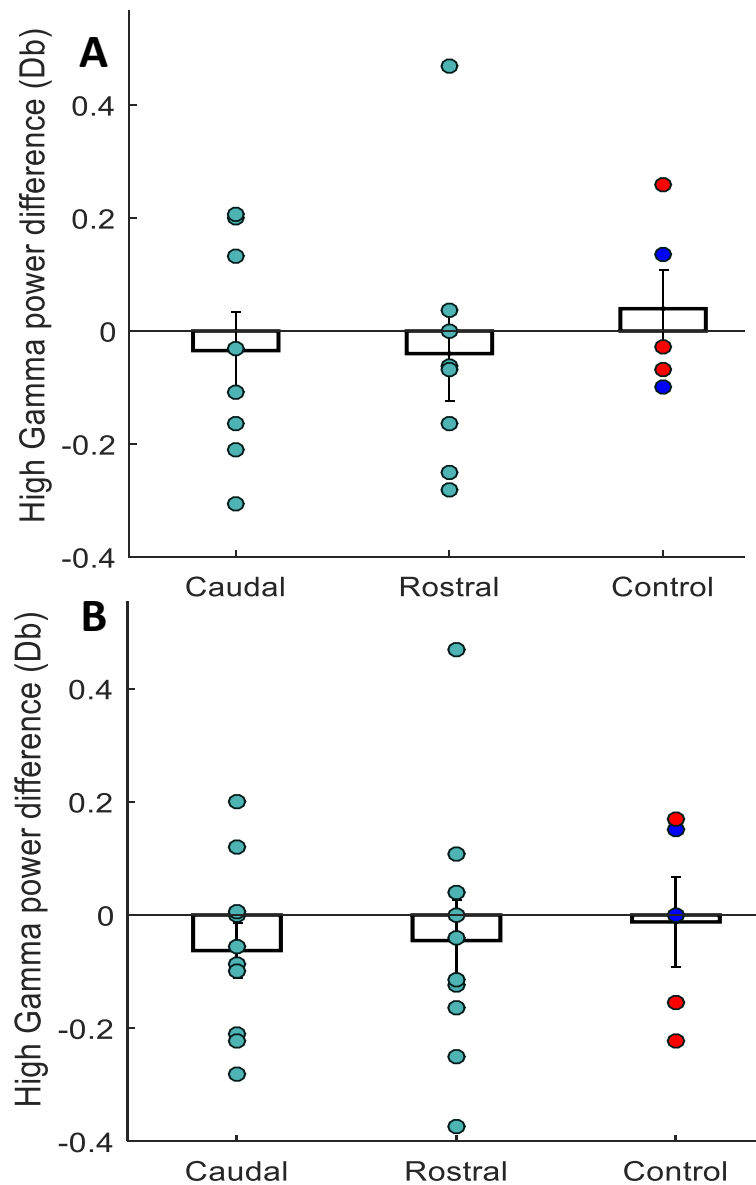 A
High Gamma power difference (Db)
0.4
0.2
0
-0.2
-0.4
Caudal Rostral Control
B
High Gamma power difference (Db)
0.4
0.2
0
-0.2
-0.4
Caudal Rostral Control